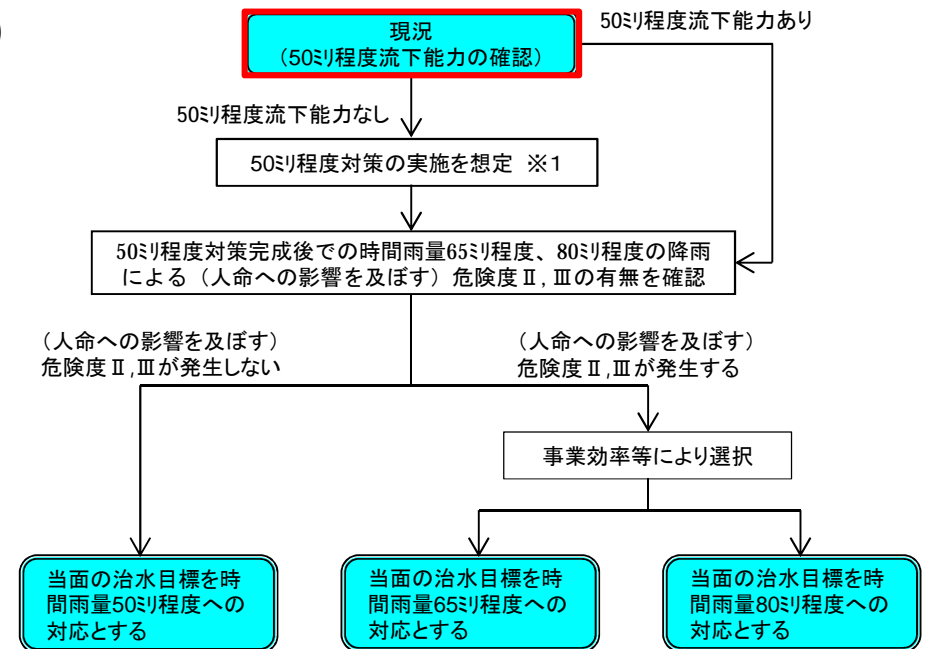 )
現況
（50ﾐﾘ程度流下能力の確認）
50ﾐﾘ程度流下能力あり
50ﾐﾘ程度流下能力なし
50ﾐﾘ程度対策の実施を想定 ※1
50ﾐﾘ程度対策完成後での時間雨量65ﾐﾘ程度、80ﾐﾘ程度の降雨
による（人命への影響を及ぼす）危険度Ⅱ，Ⅲの有無を確認
（人命への影響を及ぼす）
危険度Ⅱ,Ⅲが発生しない
（人命への影響を及ぼす）
危険度Ⅱ,Ⅲが発生する
事業効率等により選択
当面の治水目標を時
間雨量50ﾐﾘ程度への
対応とする
当面の治水目標を時
間雨量65ﾐﾘ程度への
対応とする
当面の治水目標を時
間雨量80ﾐﾘ程度への
対応とする